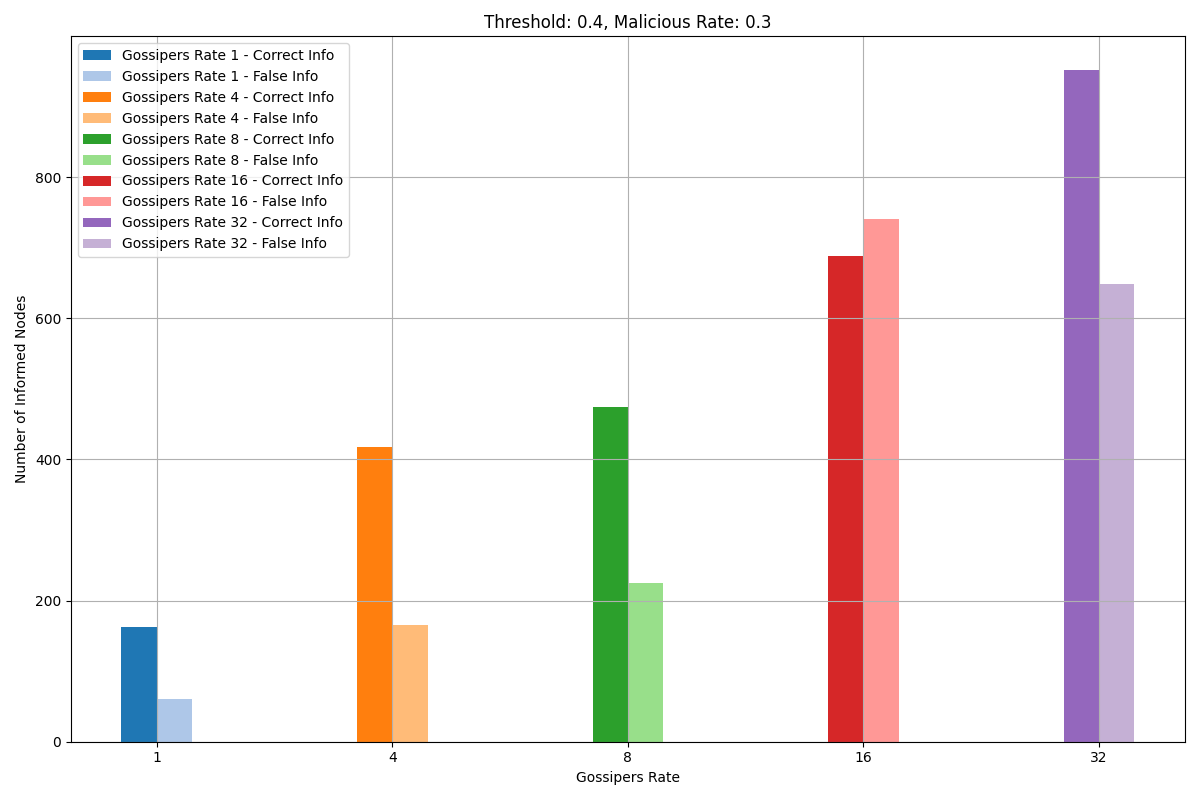 Threshold: 0.4, Malicious Rate: 0.3
Gossipers Rate 1 - Correct Info
Gossipers Rate 1 - False Info
Gossipers Rate 4 - Correct Info
Gossipers Rate 4 - False Info
Gossipers Rate 8 - Correct Info
Gossipers Rate 8 - False Info
Gossipers Rate 16 - Correct Info
Gossipers Rate 16 - False Info
Gossipers Rate 32 - Correct Info
Gossipers Rate 32 - False Info
Number of Informed Nodes
800
600
400
200
0
1 4 8 16 32
Gossipers Rate